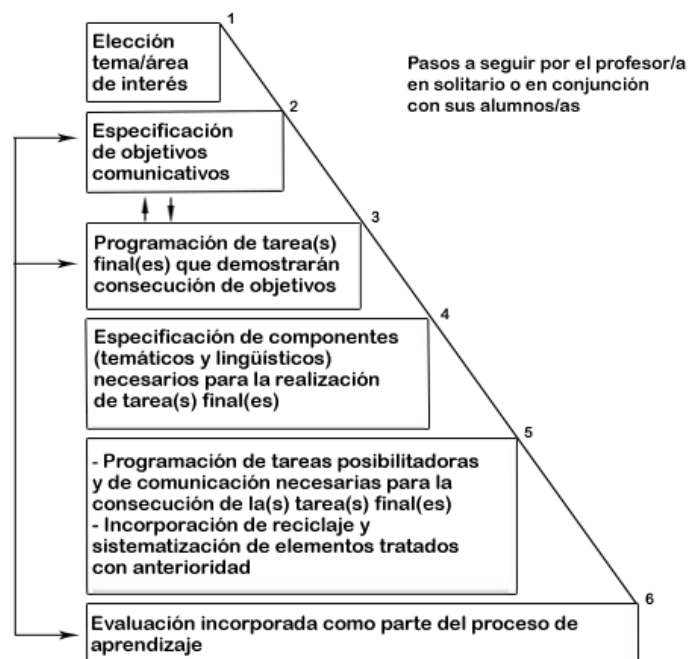 1
Elección
tema/área
de interés
Pasos a seguir por el profesor/a
en solitario o en conjunción
con sus alumnos/as
2
Especificación
de objetivos
comunicativos
3
Programación de tarea(s)
final(es) que demostrarán
consecución de objetivos
4
Especificación de componentes
(temáticos y lingüísticos)
necesarios para la realización
de tarea(s) final(es)
5
- Programación de tareas posibilitadoras
y de comunicación necesarias para la
consecución de la(s) tarea(s) final(es)
- Incorporación de reciclaje y
sistematización de elementos tratados
con anterioridad
6
Evaluación incorporada como parte del proceso de
aprendizaje